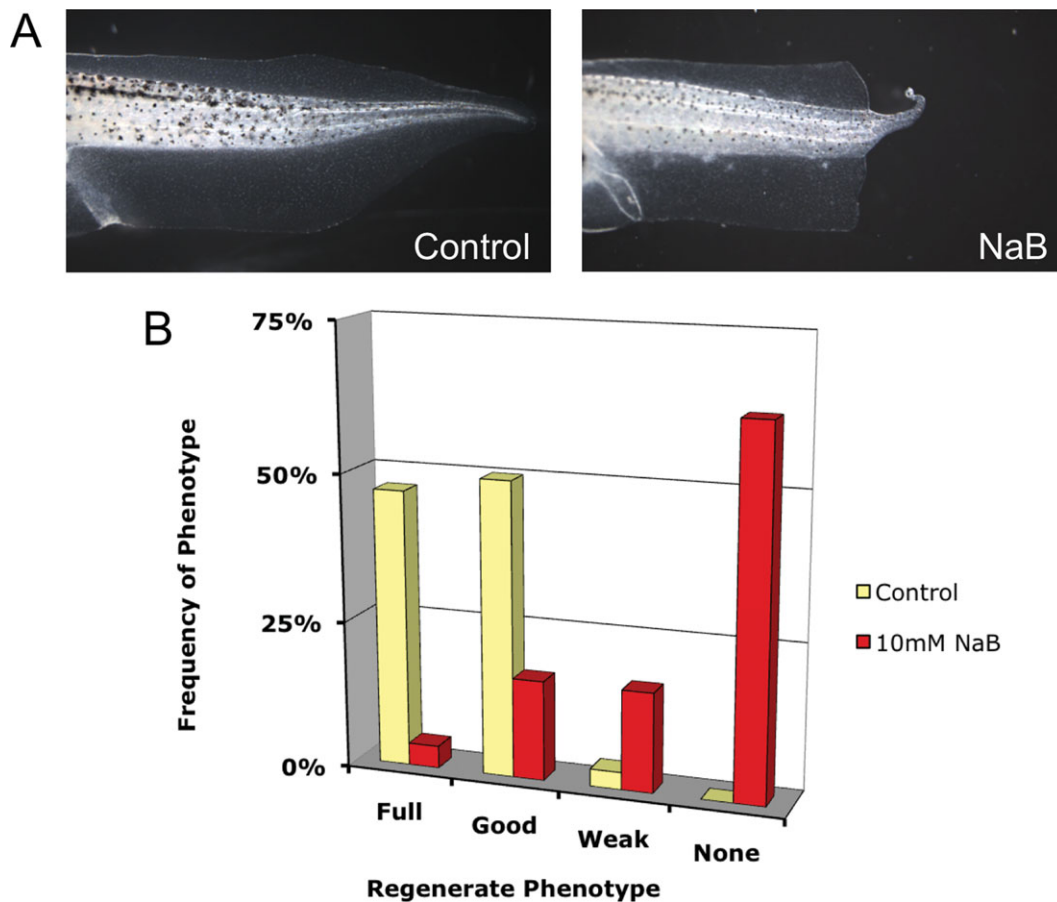 A
Control
NaB
B
75%
50%
25%
0%
Frequency of Phenotype
Full
Good
Weak
None
Regenerate Phenotype
Control
10mM NaB